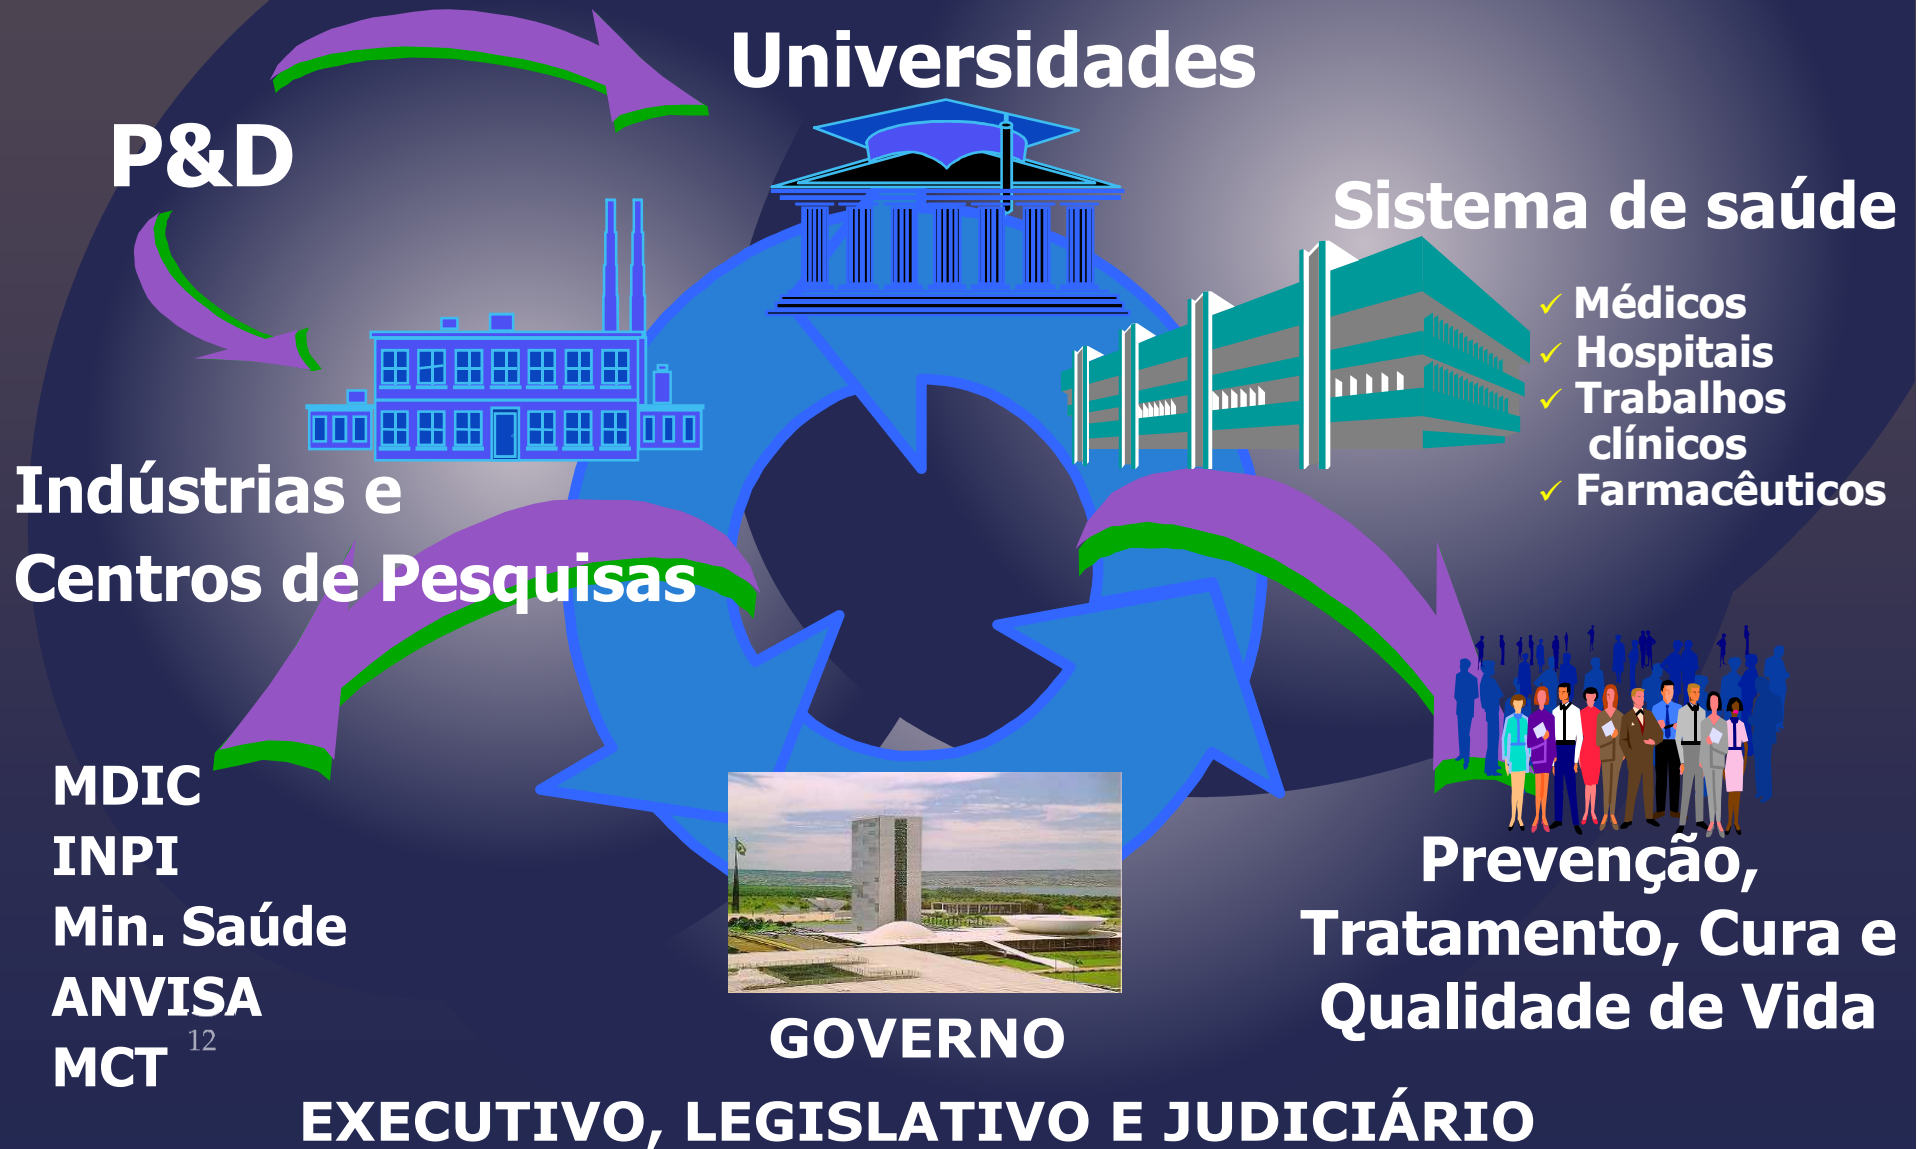 Universidades
P&D
Sistema de saúde
✓ Médicos
✓ Hospitais
✓ Trabalhos
clínicos
✓ Farmacêuticos
Indústrias e
Centros de Pesquisas
MDIC
INPI
Min. Saúde
ANVISA
MCT
12
Prevenção,
Tratamento, Cura e
Qualidade de Vida
GOVERNO
EXECUTIVO, LEGISLATIVO E JUDICIÁRIO